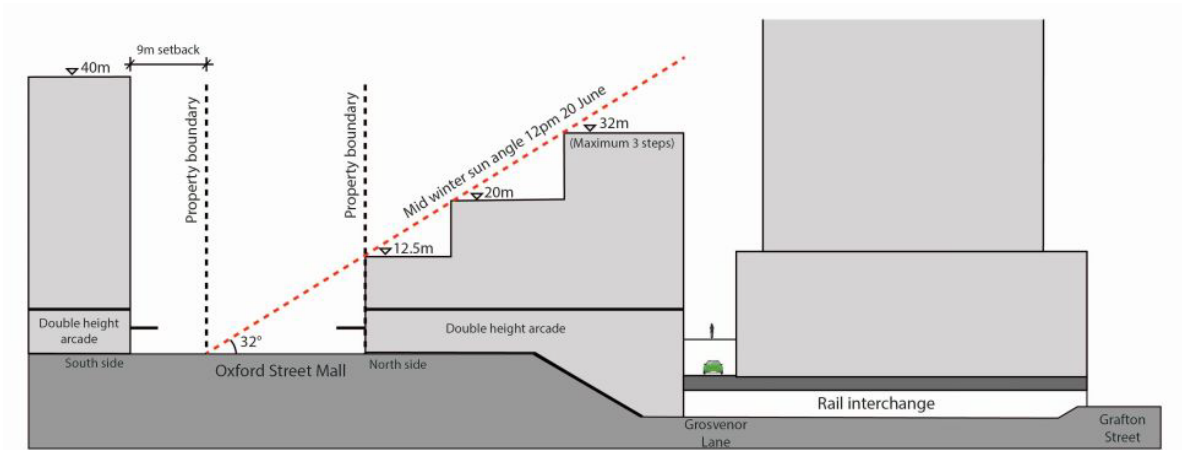 9m setback
40m
Property boundary
Property boundary
Mid winter sun angle 12pm 20 June
32m
(Maximum 3 steps)
20m
12.5m
Double height
arcade
Double height arcade
32°
South side
Oxford Street Mall
North side
Rail interchange
Grosvenor
Lane
Grafton
Street